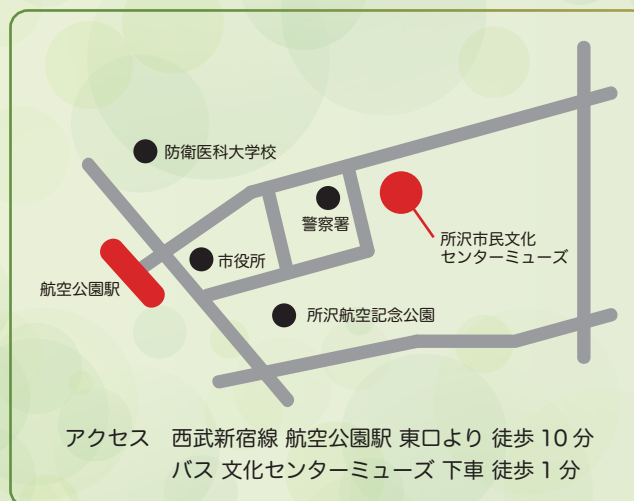 防衛医科大学校
警察署
所沢市民文化
センターミューズ
市役所
航空公園駅
所沢航空記念公園
アクセス 西武新宿線 航空公園駅 東口より 徒歩 10 分
バス 文化センターミューズ 下車 徒歩 1 分